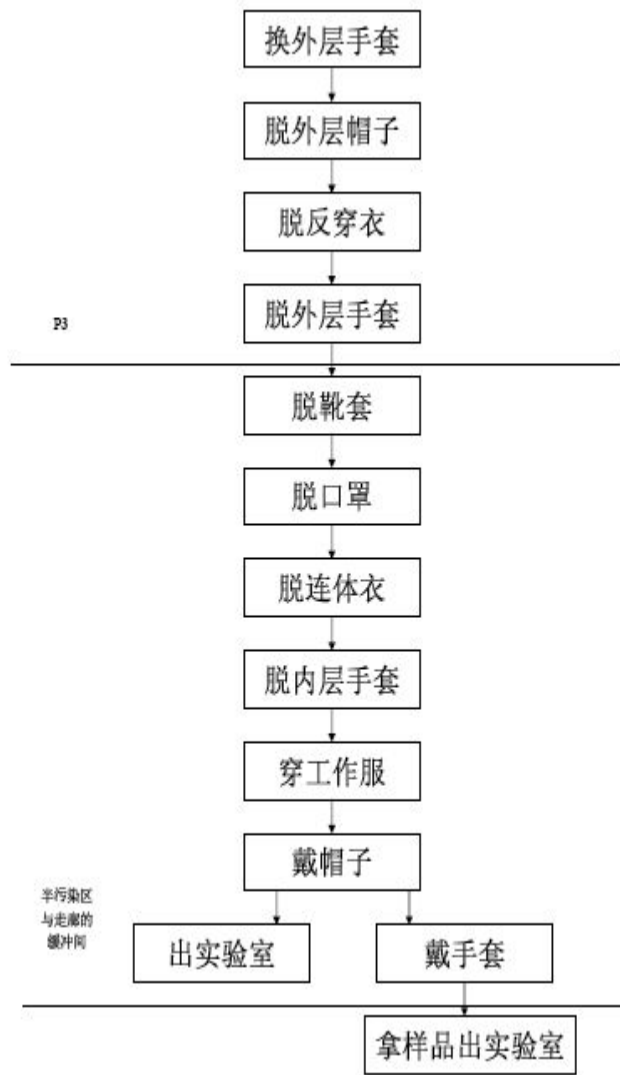 换外层手套
脱外层帽子
脱反穿衣
脱外层手套
P3
脱靴套
脱口罩
脱连体衣
脱内层手套
穿工作服
戴帽子
半污染区
与走廊的
缓冲间
出实验室
戴手套
拿样品出实验室